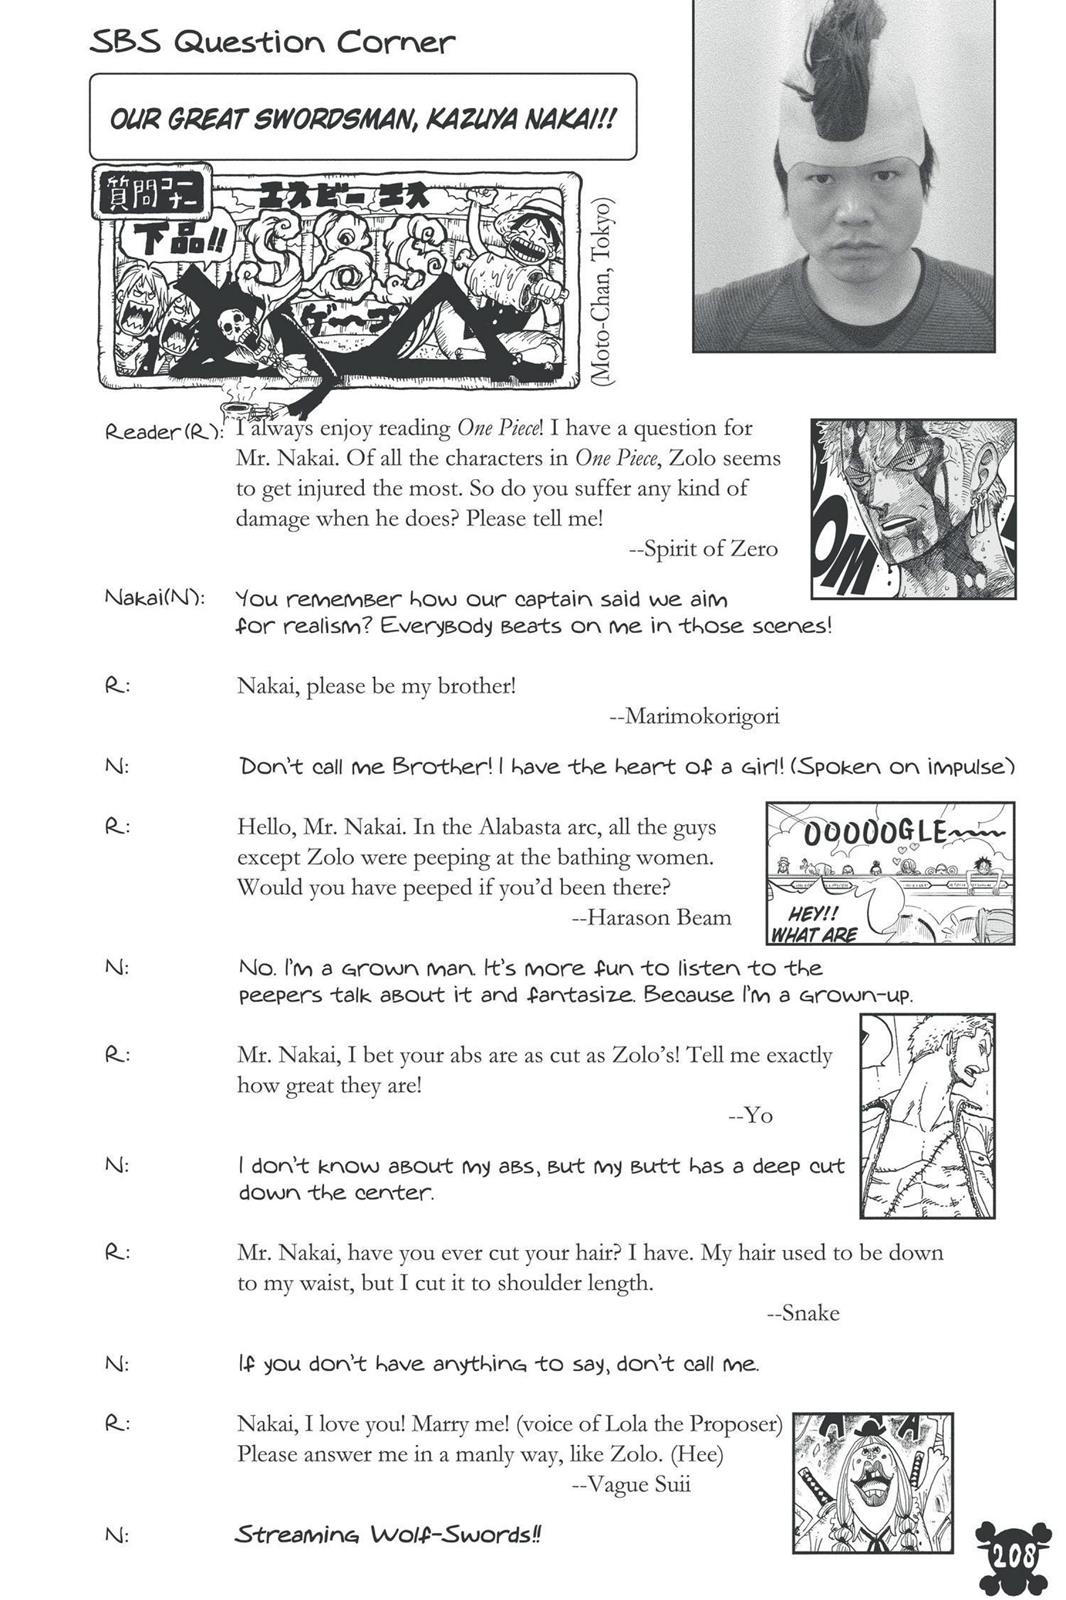 SBS Question Corner
OUR GREAT SWORDSMAN, KAZUYA NAKAI!!
質問コーナー
エスビーエス
下品!!
SBS
(Moto-Chan, Tokyo)
Reader(R): I always enjoy reading One Piece! I have a question for
Mr. Nakai. Of all the characters in One Piece, Zolo seems
to get injured the most. So do you suffer any kind of
damage when he does? Please tell me!
--Spirit of Zero
OM
Nakai(N): You remember how our captain said we aim
for realism? Everybody beats on me in those scenes!
R: Nakai, please be my brother!
--Marimokorigori
N: Don't call me Brother! I have the heart of a girl! (Spoken on impulse)
R: Hello, Mr. Nakai. In the Alabasta arc, all the guys
except Zolo were peeping at the bathing women.
Would you have peeped if you'd been there?
--Harason Beam
OOOOOGLE
HEY!!
WHAT ARE
N: No. I'm a grown man. It's more fun to listen to the
peepers talk about it and fantasize. Because I'm a grown-up.
R: Mr. Nakai, I bet your abs are as cut as Zolo's! Tell me exactly
how great they are!
--Yo
N: I don't know about my abs, but my butt has a deep cut
down the center.
R: Mr. Nakai, have you ever cut your hair? I have. My hair used to be down
to my waist, but I cut it to shoulder length.
--Snake
N: If you don't have anything to say, don't call me.
R: Nakai, I love you! Marry me! (voice of Lola the Proposer)
Please answer me in a manly way, like Zolo. (Hee)
--Vague Suii
N: Streaming Wolf-Swords!!
208